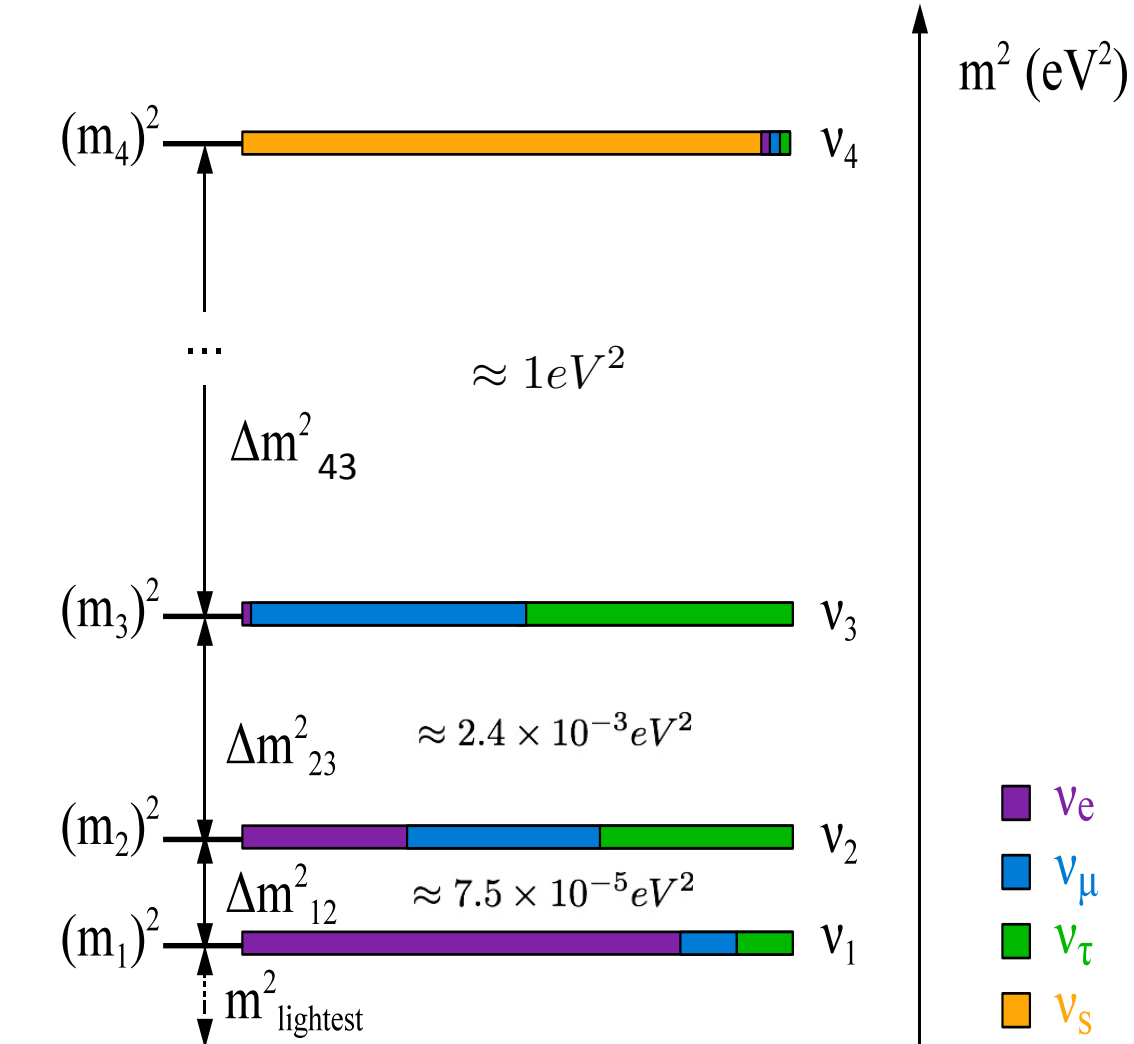 m² (eV²)
(m₄)² ν₄
...
≈ 1eV²
Δm²₄₃
(m₃)² ν₃
Δm²₂₃ ≈ 2.4 × 10⁻³eV²
(m₂)² ν₂
Δm²₁₂ ≈ 7.5 × 10⁻⁵eV²
(m₁)² ν₁
m²lightest
νe
νμ
ντ
νs